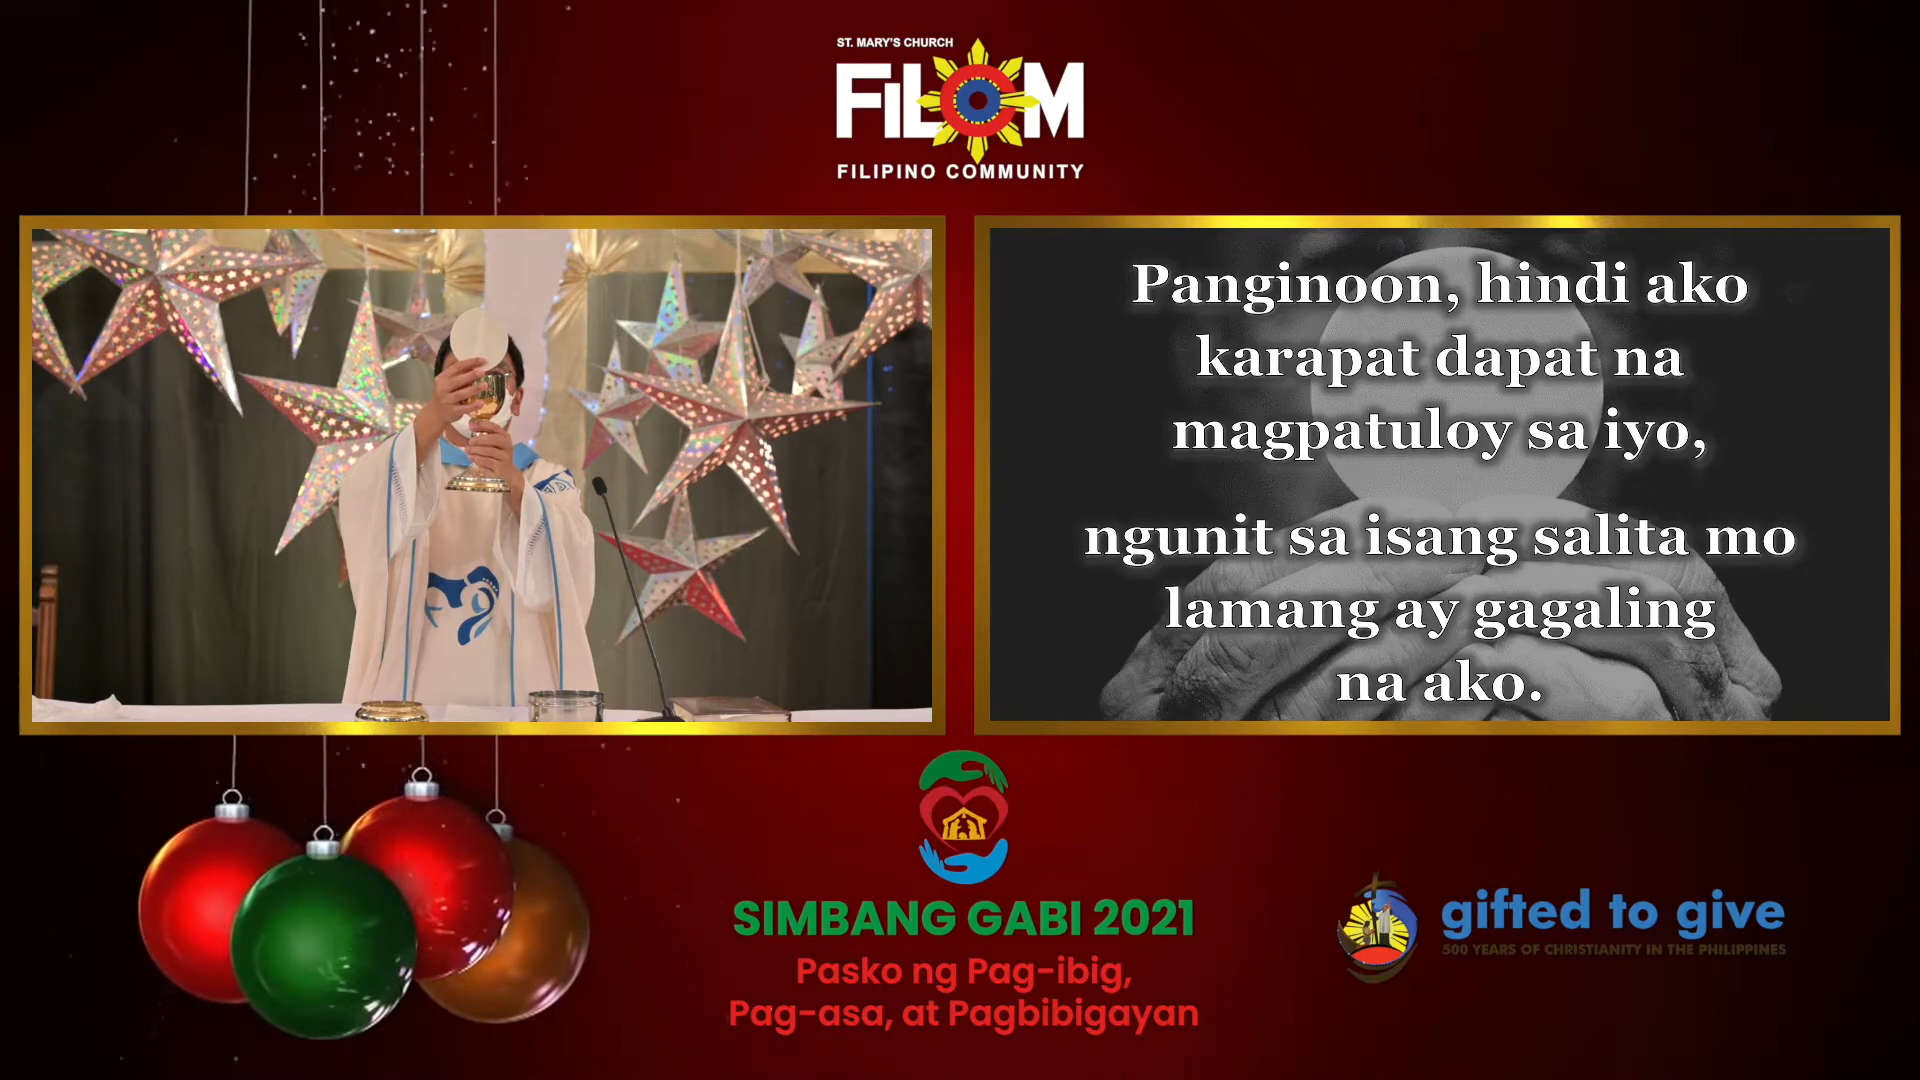 ST. MARY'S CHURCH
FILCM
FILIPINO COMMUNITY
Panginoon, hindi ako
karapat dapat na
magpatuloy sa iyo,
ngunit sa isang salita mo
lamang ay gagaling
na ako.
SIMBANG GABI 2021
Pasko ng Pag-ibig,
Pag-asa, at Pagbibigayan
gifted to give
500 YEARS OF CHRISTIANITY IN THE PHILIPPINES